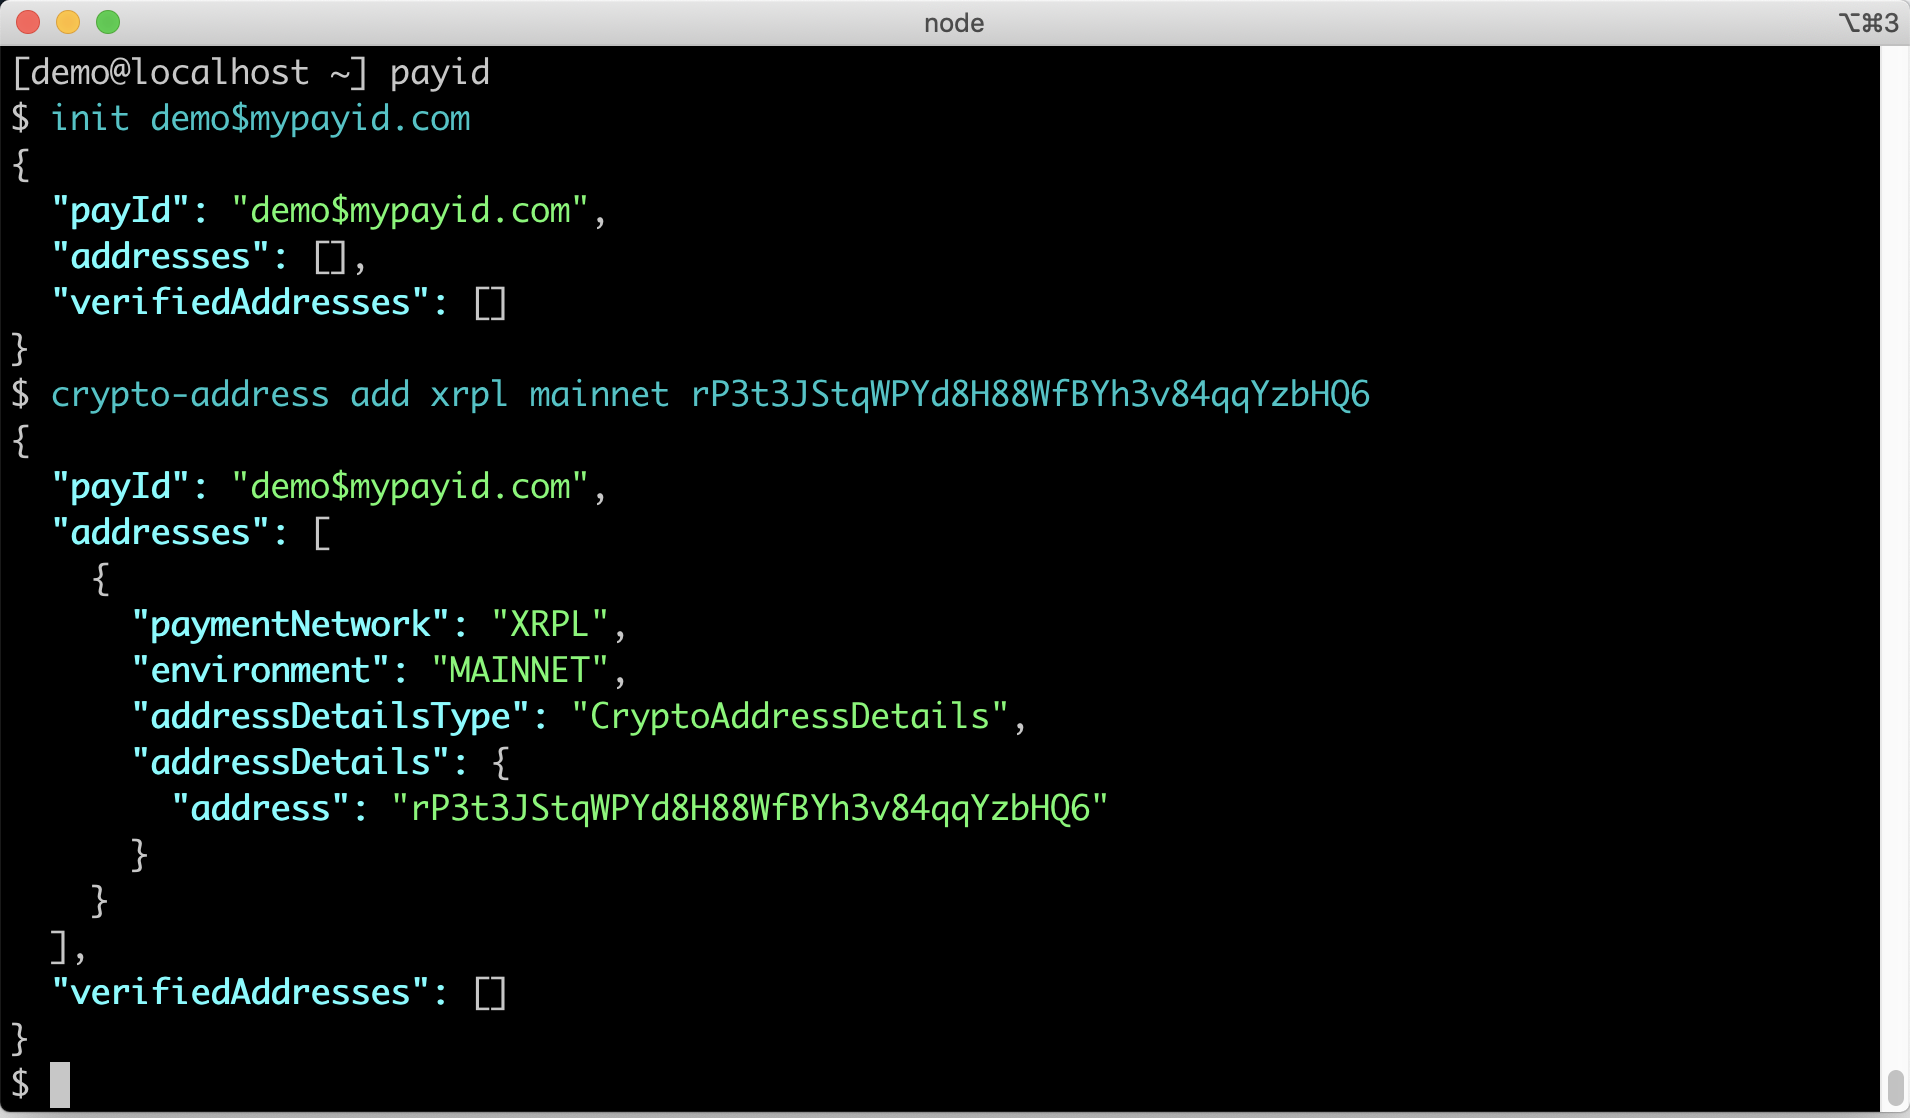 node ⌥⌘3
[demo@localhost ~] payid
$ init demo$mypayid.com
{
  "payId": "demo$mypayid.com",
  "addresses": [],
  "verifiedAddresses": []
}
$ crypto-address add xrpl mainnet rP3t3JStqWPYd8H88WfBYh3v84qqYzbHQ6
{
  "payId": "demo$mypayid.com",
  "addresses": [
    {
      "paymentNetwork": "XRPL",
      "environment": "MAINNET",
      "addressDetailsType": "CryptoAddressDetails",
      "addressDetails": {
        "address": "rP3t3JStqWPYd8H88WfBYh3v84qqYzbHQ6"
      }
    }
  ],
  "verifiedAddresses": []
}
$